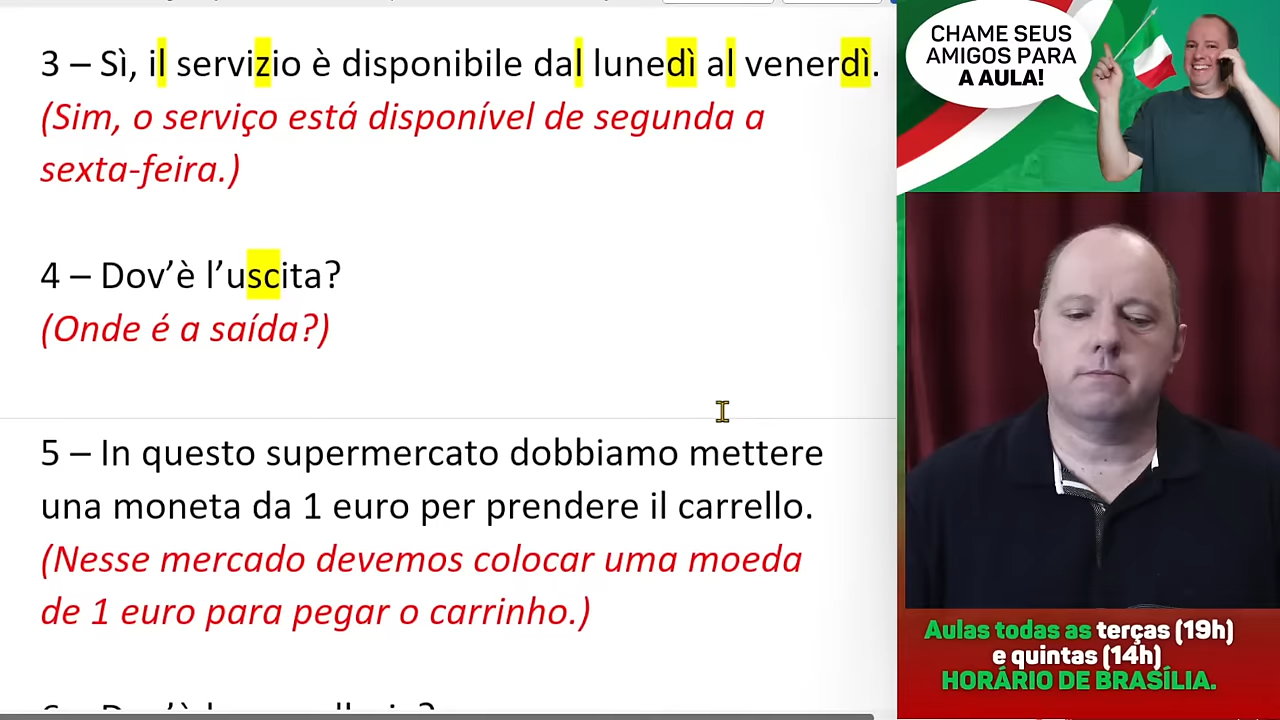 3 – Sì, il servizio è disponibile dal lunedì al venerdì.
(Sim, o serviço está disponível de segunda a
sexta-feira.)
4 – Dov’è l’uscita?
(Onde é a saída?)
5 – In questo supermercato dobbiamo mettere
una moneta da 1 euro per prendere il carrello.
(Nesse mercado devemos colocar uma moeda
de 1 euro para pegar o carrinho.)
CHAME SEUS
AMIGOS PARA
A AULA!
Aulas todas as terças (19h)
e quintas (14h)
HORÁRIO DE BRASÍLIA.